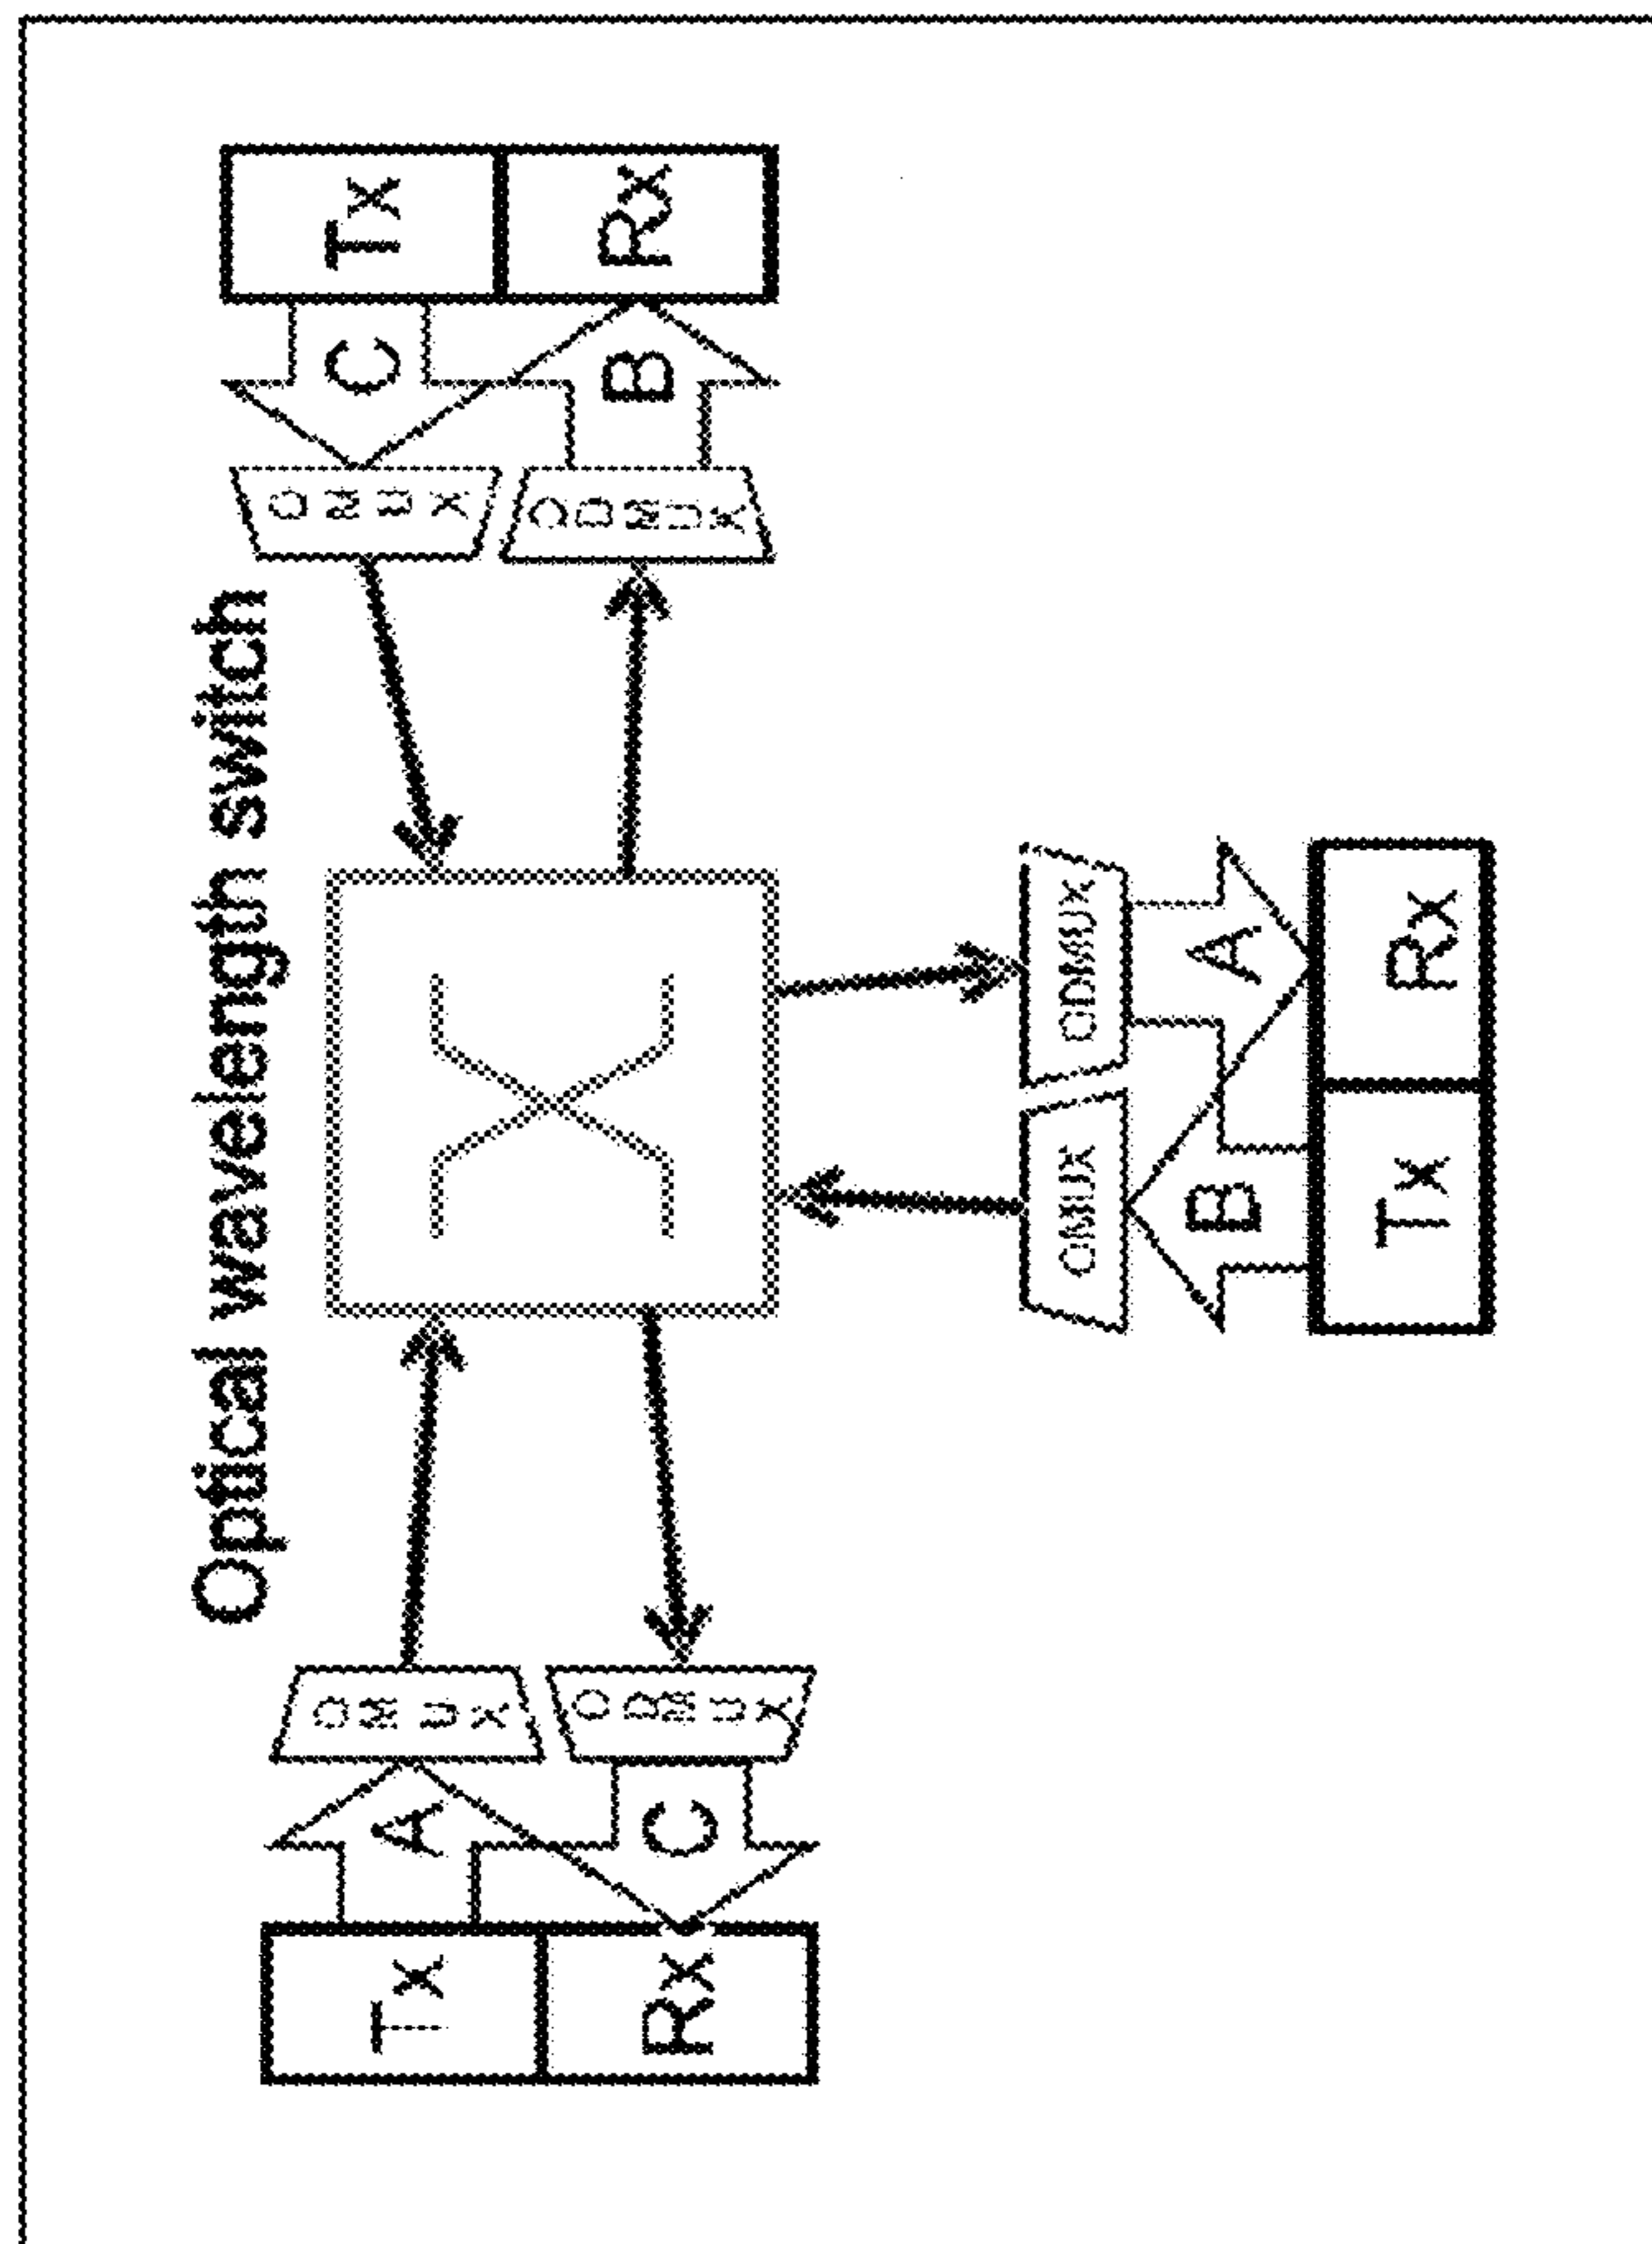 Optical wavelength switch
Tx
A
OMUX
OMUX
C
Tx
Rx
C
ODMUX
ODMUX
B
Rx
OMUX
ODMUX
B
A
Tx
Rx